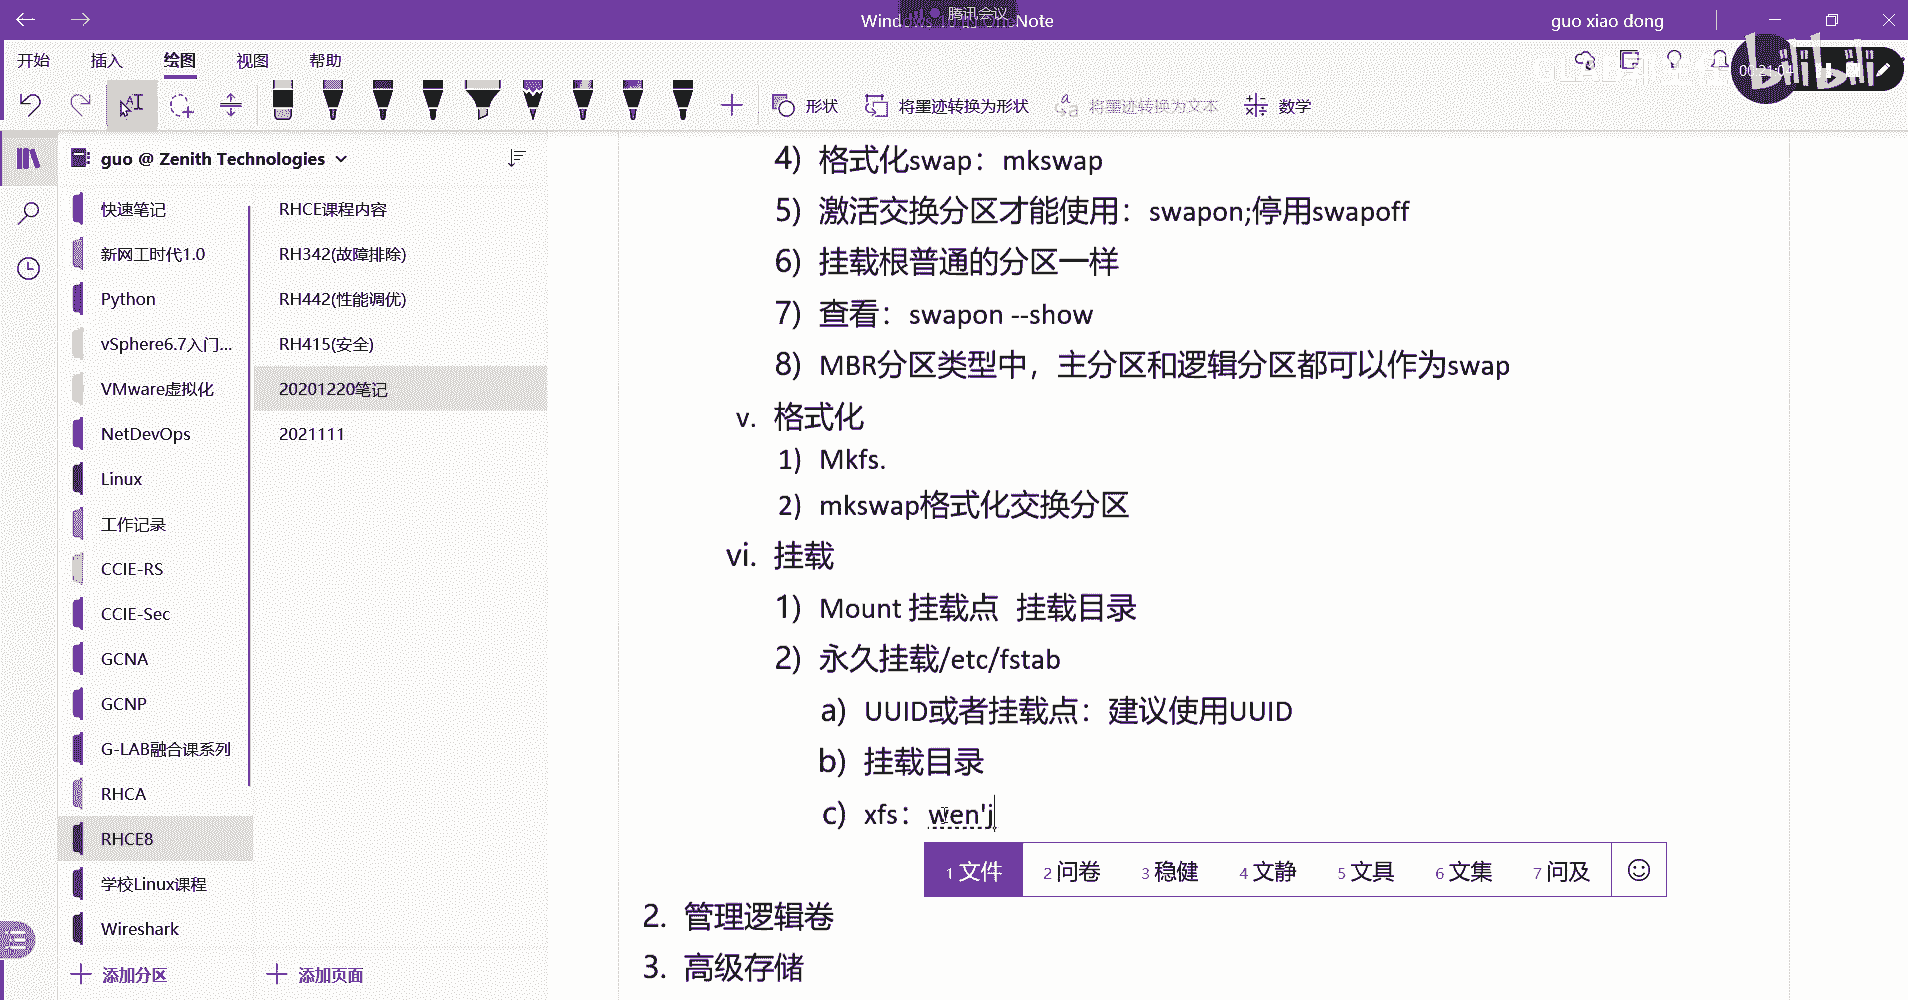 Windows 10 OneNote
腾讯会议
guo xiao dong
开始 插入 绘图 视图 帮助
bilibili
形状 将墨迹转换为形状 将墨迹转换为文本 数学
guo @ Zenith Technologies
快速笔记
新网工时代1.0
Python
vSphere6.7入门...
VMware虚拟化
NetDevOps
Linux
工作记录
CCIE-RS
CCIE-Sec
GCNA
GCNP
G-LAB融合课系列
RHCA
RHCE8
学校Linux课程
Wireshark
添加分区
RHCE课程内容
RH342(故障排除)
RH442(性能调优)
RH415(安全)
20201220笔记
2021111
添加页面
4) 格式化swap：mkswap
5) 激活交换分区才能使用：swapon;停用swapoff
6) 挂载根普通的分区一样
7) 查看：swapon --show
8) MBR分区类型中，主分区和逻辑分区都可以作为swap
v. 格式化
1) Mkfs.
2) mkswap格式化交换分区
vi. 挂载
1) Mount 挂载点 挂载目录
2) 永久挂载/etc/fstab
a) UUID或者挂载点：建议使用UUID
b) 挂载目录
c) xfs：wen'j
1 文件 2 问卷 3 稳健 4 文静 5 文具 6 文集 7 问及
2. 管理逻辑卷
3. 高级存储